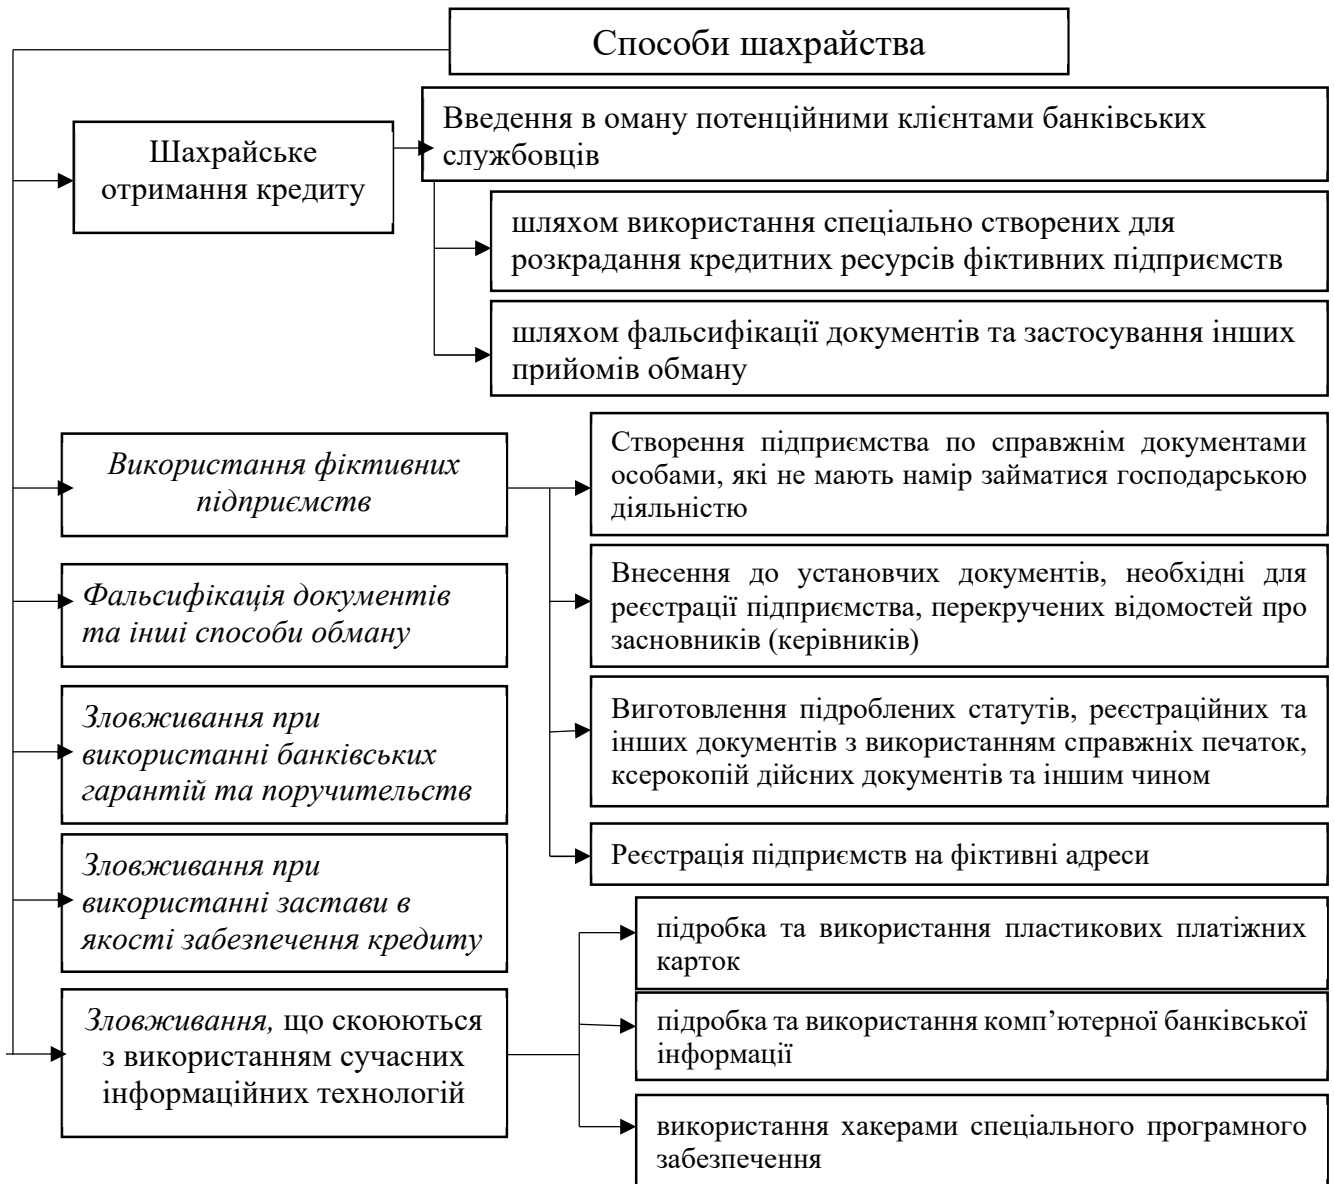 Способи шахрайства
Шахрайське
отримання кредиту
Введення в оману потенційними клієнтами банківських
службовців
шляхом використання спеціально створених для
розкрадання кредитних ресурсів фіктивних підприємств
шляхом фальсифікації документів та застосування інших
прийомів обману
Використання фіктивних
підприємств
Створення підприємства по справжнім документами
особами, які не мають намір займатися господарською
діяльністю
Внесення до установчих документів, необхідні для
реєстрації підприємства, перекручених відомостей про
засновників (керівників)
Виготовлення підроблених статутів, реєстраційних та
інших документів з використанням справжніх печаток,
ксерокопій дійсних документів та іншим чином
Реєстрація підприємств на фіктивні адреси
Фальсифікація документів
та інші способи обману
Зловживання при
використанні банківських
гарантій та поручительств
Зловживання при
використанні застави в
якості забезпечення кредиту
Зловживання, що скоюються
з використанням сучасних
інформаційних технологій
підробка та використання пластикових платіжних
карток
підробка та використання комп’ютерної банківської
інформації
використання хакерами спеціального програмного
забезпечення